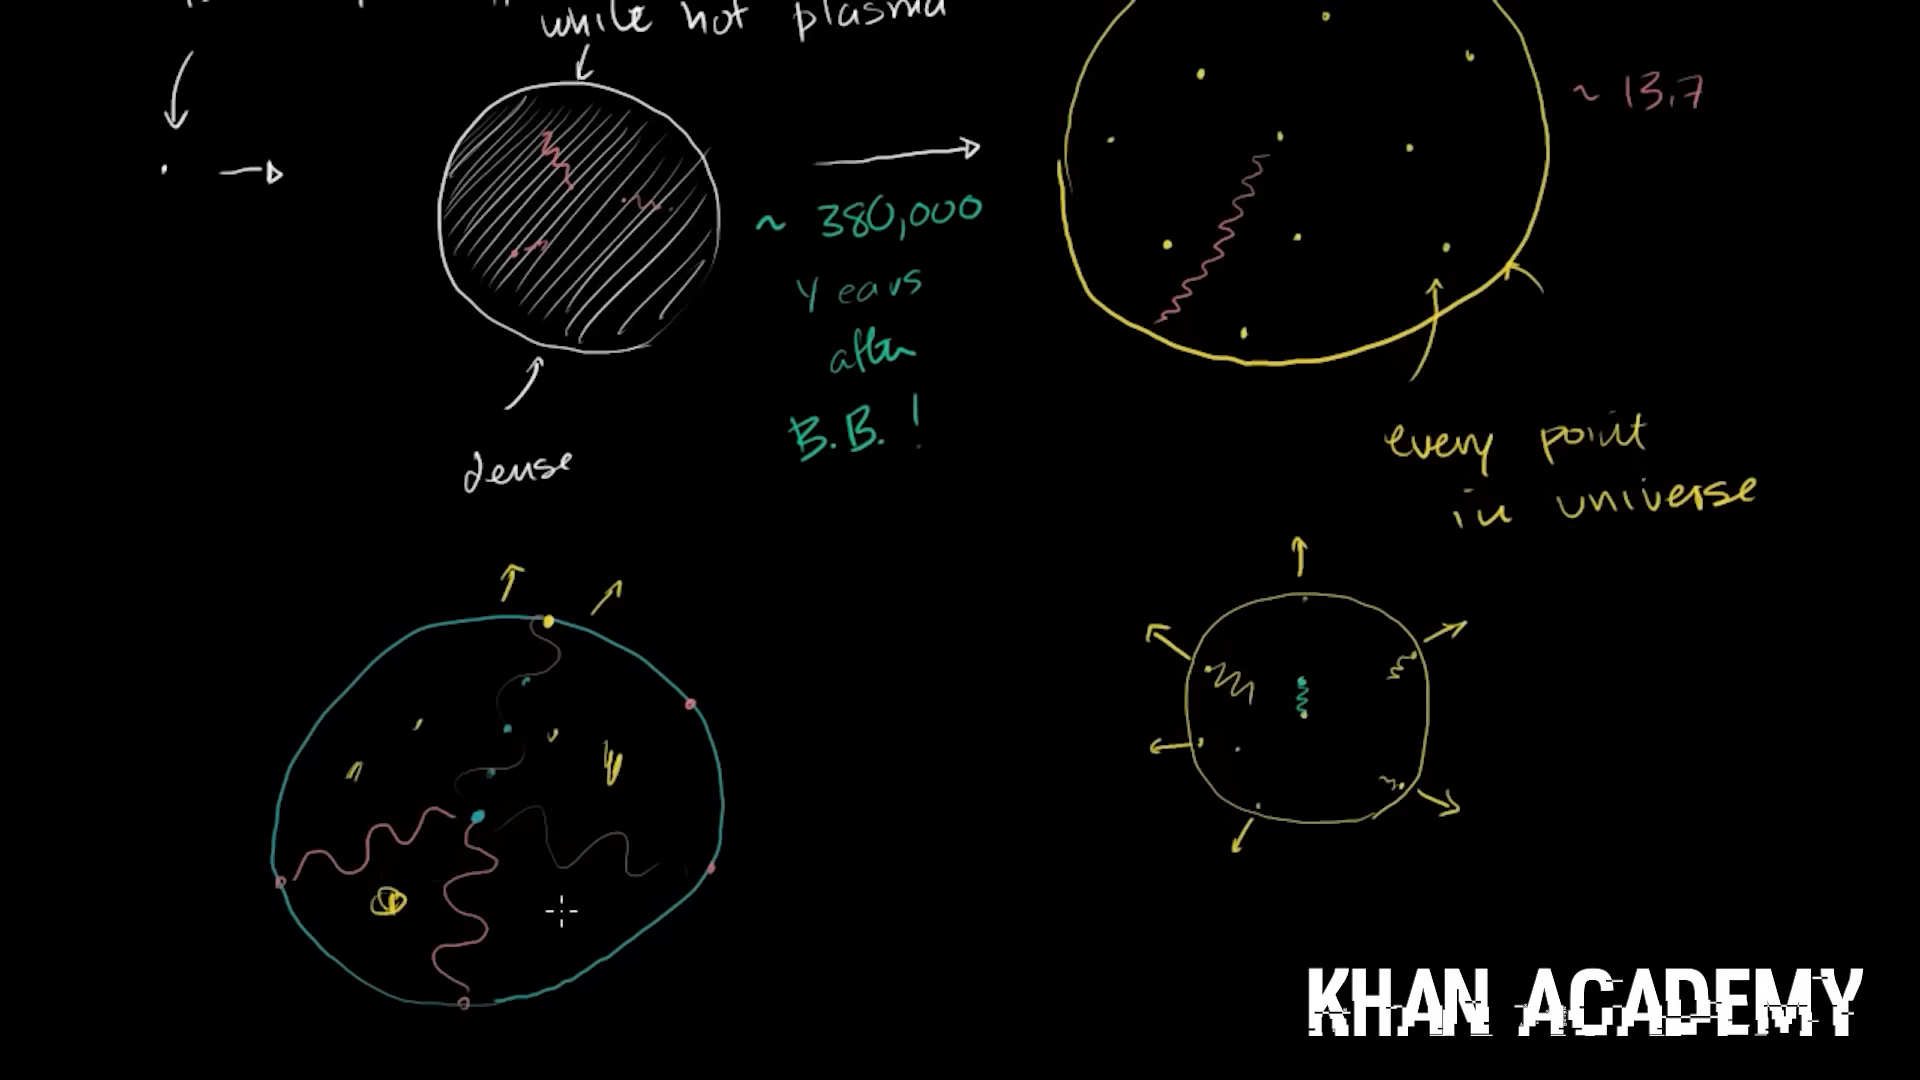 while hot plasma
~ 13.7
~ 380,000
Years
after
B.B.!
dense
every point
in universe
KHAN ACADEMY